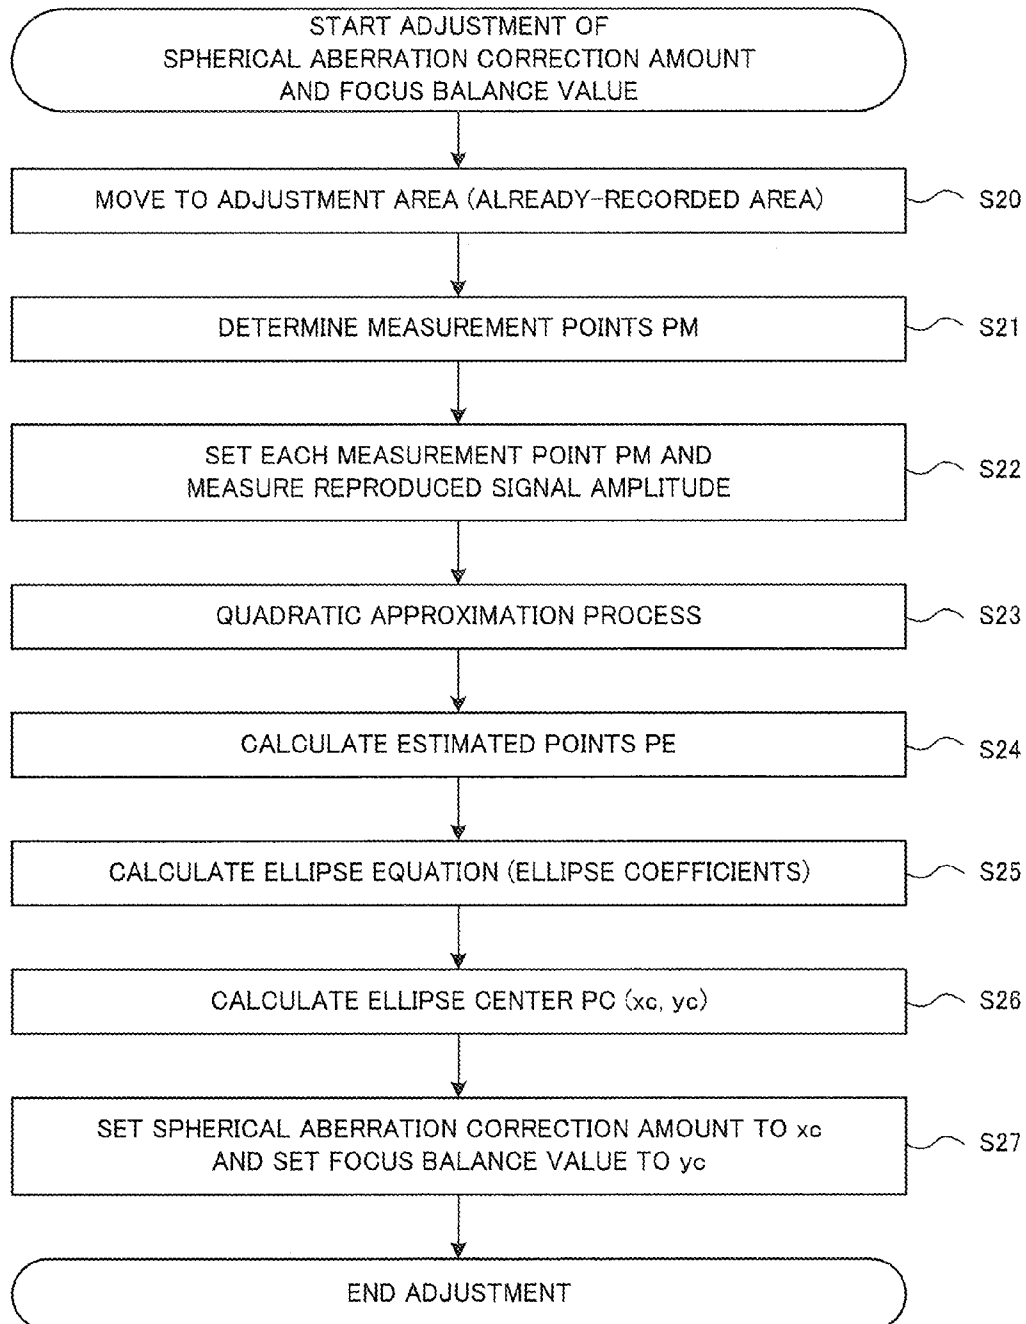 START ADJUSTMENT OF
SPHERICAL ABERRATION CORRECTION AMOUNT
AND FOCUS BALANCE VALUE
MOVE TO ADJUSTMENT AREA (ALREADY-RECORDED AREA)
S20
DETERMINE MEASUREMENT POINTS PM
S21
SET EACH MEASUREMENT POINT PM AND
MEASURE REPRODUCED SIGNAL AMPLITUDE
S22
QUADRATIC APPROXIMATION PROCESS
S23
CALCULATE ESTIMATED POINTS PE
S24
CALCULATE ELLIPSE EQUATION (ELLIPSE COEFFICIENTS)
S25
CALCULATE ELLIPSE CENTER PC (xc, yc)
S26
SET SPHERICAL ABERRATION CORRECTION AMOUNT TO xc
AND SET FOCUS BALANCE VALUE TO yc
S27
END ADJUSTMENT